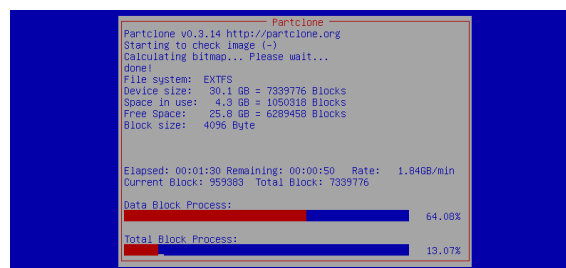 Partclone
Partclone v0.3.14 http://partclone.org
Starting to check image (-)
Calculating bitmap... Please wait...
done!
File system: EXTFS
Device size: 30.1 GB = 7339776 Blocks
Space in use: 4.3 GB = 1050318 Blocks
Free Space: 25.8 GB = 6289458 Blocks
Block size: 4096 Byte
Elapsed: 00:01:30 Remaining: 00:00:50 Rate: 1.84GB/min
Current Block: 959383 Total Block: 7339776
Data Block Process:
64.08%
Total Block Process:
13.07%